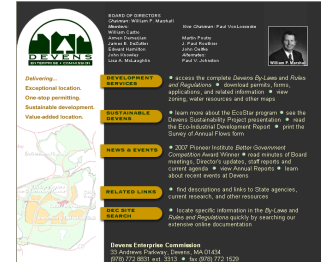 BOARD OF DIRECTORS
Chairman: William P. Marshall
Members:
Vice Chairman: Paul Vonloesecke
William Castro
Armen Demerjian
James E. DeZutter
Edward Hamilton
John Knowles
Lisa A. McLaughlin
Martin Poutre
J. Paul Rowthier
John Oelfke
Alternates:
Paul V. Johnston
William P. Marshall
DEVENS
ENTERPRISE COMMISSION
Delivering...
Exceptional location.
One-stop permitting.
Sustainable development.
Value-added location.
DEVELOPMENT
SERVICES
access the complete Devens By-Laws and Rules
and Regulations download permits, forms,
applications, and related information view
zoning, water resources and other maps
SUSTAINABLE
DEVENS
learn more about the EcoStar program see the
Devens Sustainability Project presentation read
the Eco-Industrial Development Report print the
Survey of Annual Flows form
NEWS & EVENTS
2007 Pioneer Institute Better Government
Competition Award Winner read minutes of Board
meetings, Director's updates, staff reports and
current agenda view Annual Reports learn
about recent events at Devens
RELATED LINKS
find descriptions and links to State agencies,
current research, and other resources
DEC SITE
SEARCH
locate specific information in the By-Laws and
Rules and Regulations quickly by searching our
extensive online documentation
Devens Enterprise Commission
33 Andrews Parkway, Devens, MA 01434
(978) 772 8831 ext. 3313 fax (978) 772 1529